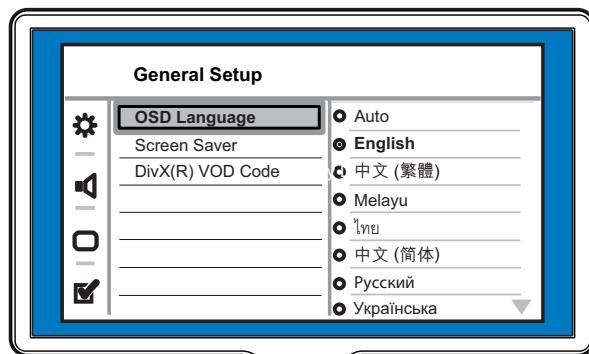 General Setup
OSD Language
Screen Saver
DivX(R) VOD Code
Auto
English
中文 (繁體)
Melayu
ไทย
中文 (简体)
Русский
Українська